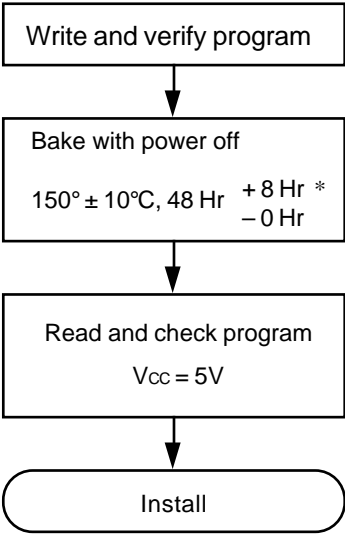 Write and verify program
Bake with power off
150° ± 10°C, 48 Hr + 8 Hr *
– 0 Hr
Read and check program
Vcc = 5V
Install